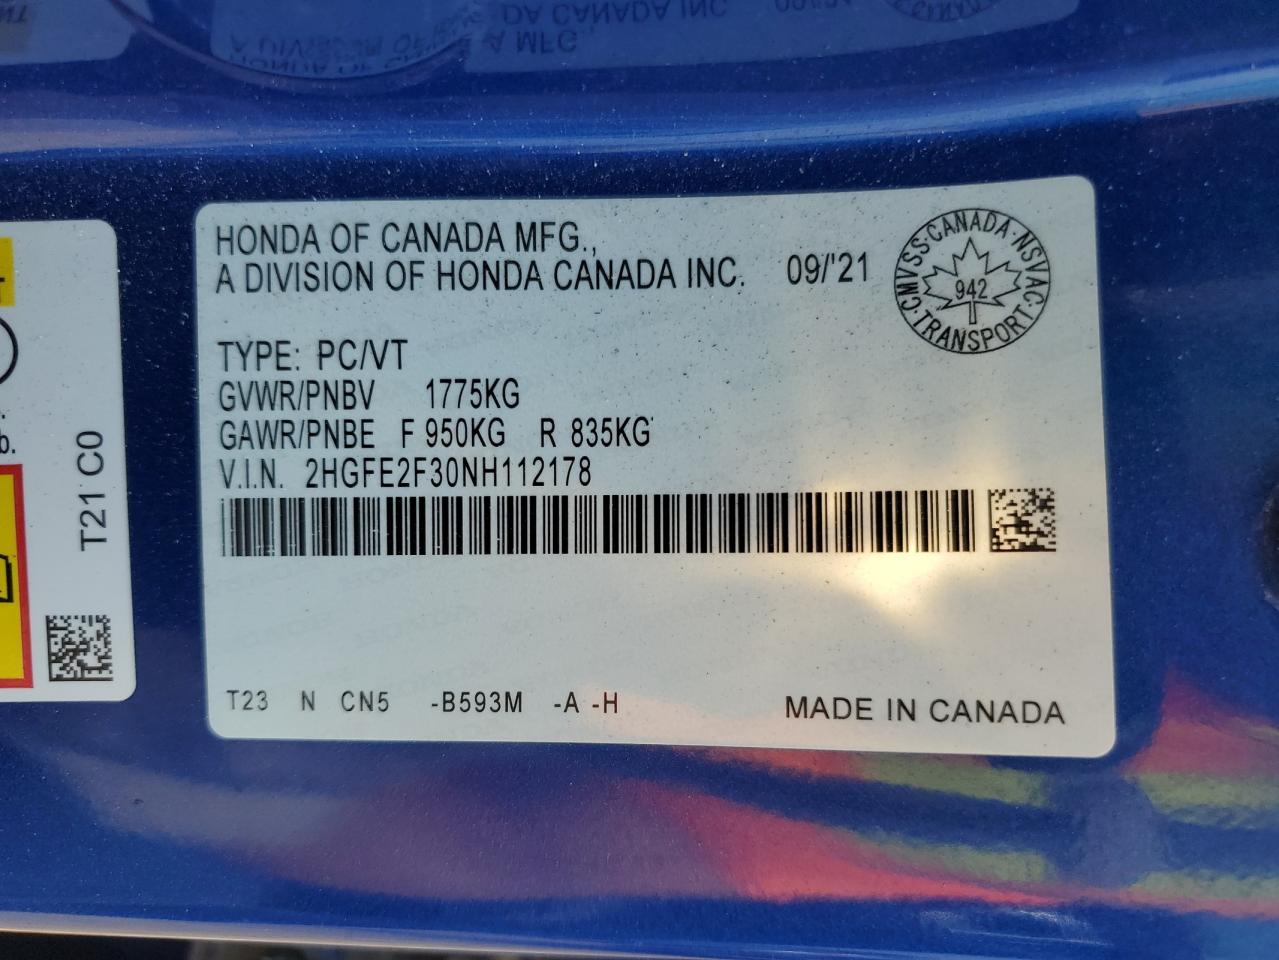 HONDA OF CANADA MFG.,
A DIVISION OF HONDA CANADA INC. 09/'21
CMVSS·CANADA·NSVAC·TRANSPORT·
942
TYPE: PC/VT
GVWR/PNBV 1775KG
GAWR/PNBE F 950KG R 835KG
V.I.N. 2HGFE2F30NH112178
T23 N CN5 -B593M -A -H
MADE IN CANADA
T21 C0